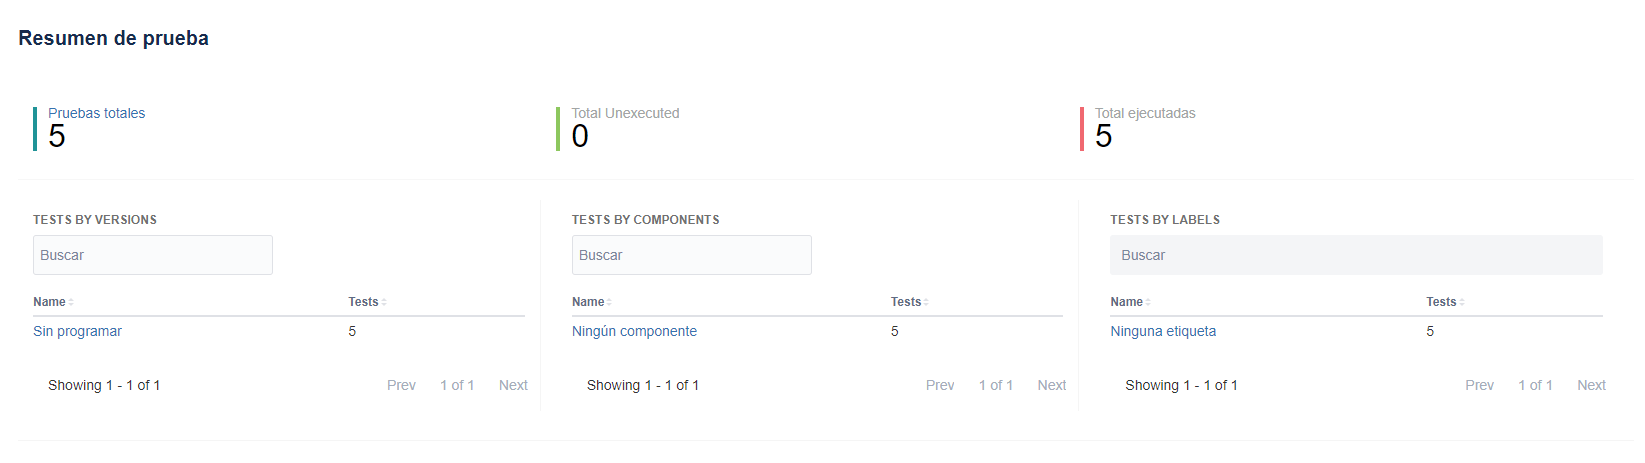 Resumen de prueba
Pruebas totales
5
Total Unexecuted
0
Total ejecutadas
5
TESTS BY VERSIONS
Buscar
Name Tests
Sin programar 5
Showing 1 - 1 of 1 Prev 1 of 1 Next
TESTS BY COMPONENTS
Buscar
Name Tests
Ningún componente 5
Showing 1 - 1 of 1 Prev 1 of 1 Next
TESTS BY LABELS
Buscar
Name Tests
Ninguna etiqueta 5
Showing 1 - 1 of 1 Prev 1 of 1 Next